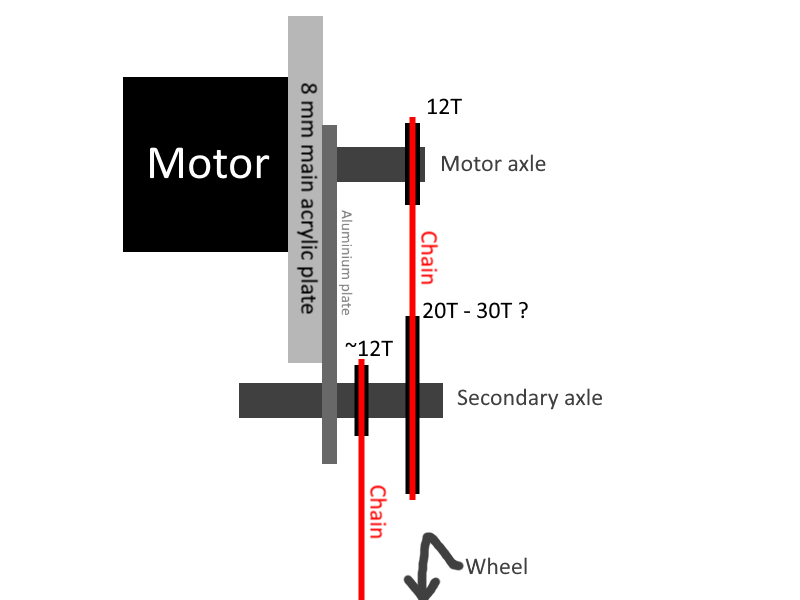 12T
Motor
Motor axle
8 mm main acrylic plate
Aluminium plate
Chain
20T - 30T ?
~12T
Secondary axle
Chain
Wheel